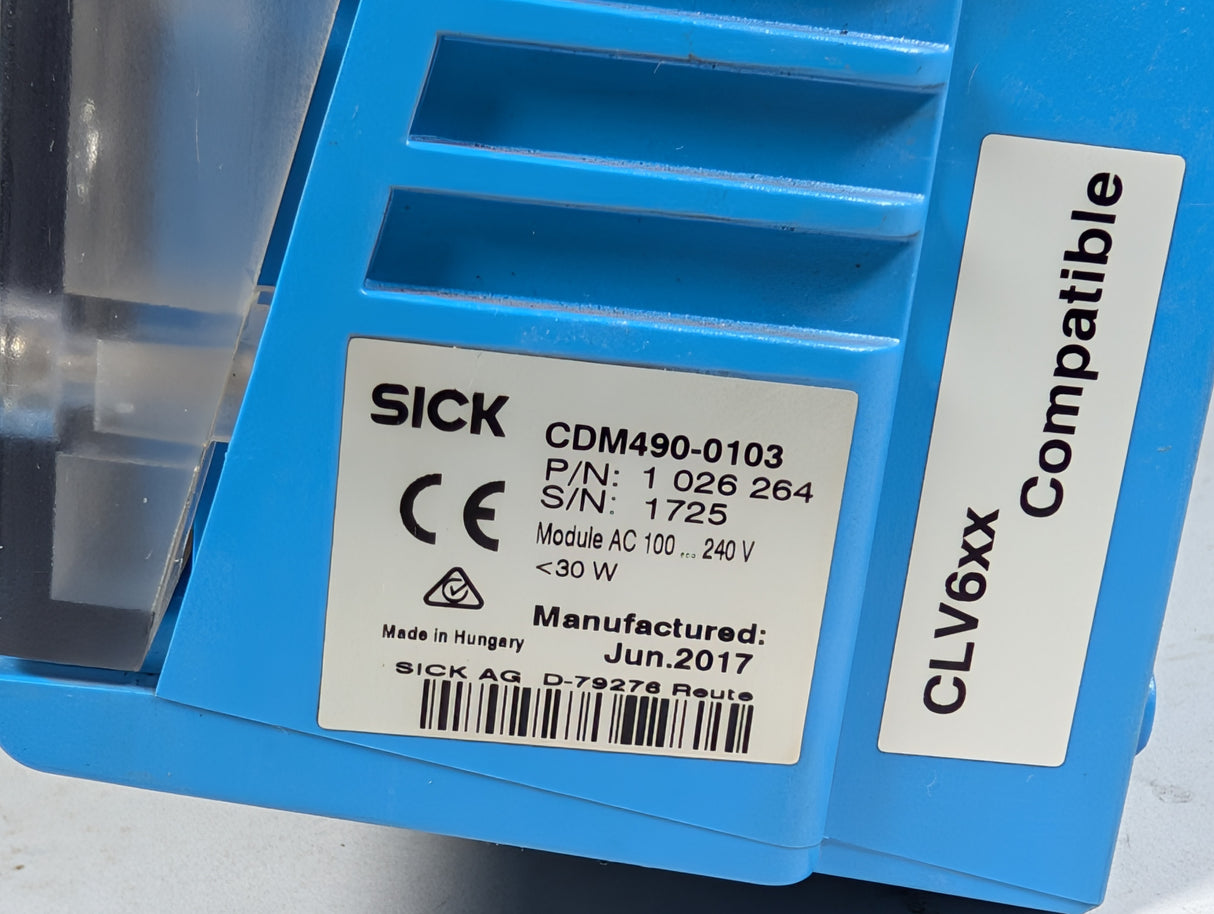 SICK
CDM490-0103
P/N: 1 026 264
S/N: 1725
Module AC 100 ... 240 V
<30 W
CE
Manufactured:
Jun.2017
Made in Hungary
SICK AG D-79276 Reute
CLV6xx
Compatible